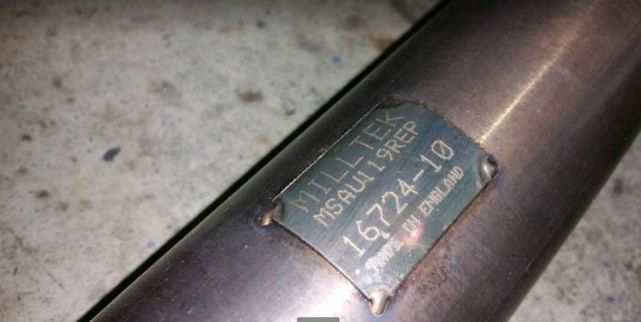 MILLTEK
MSAU119REP
16724-10
MADE IN ENGLAND